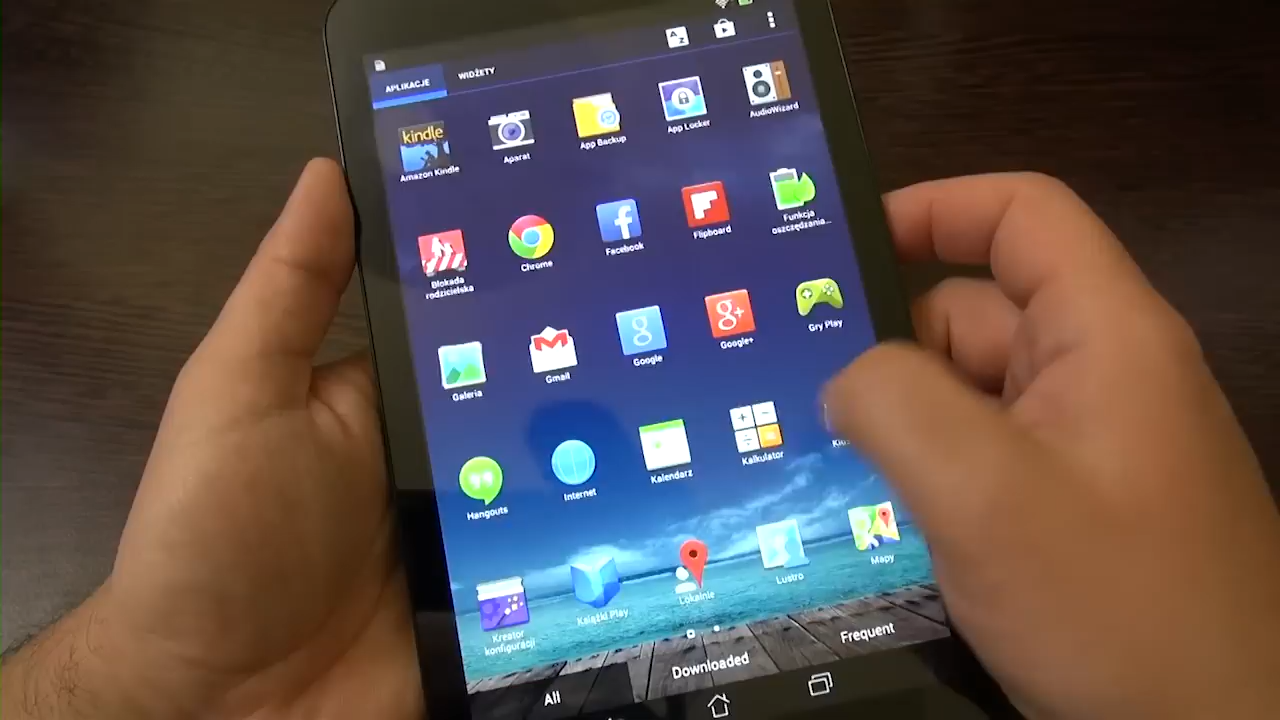 APLIKACJE
WIDŻETY
A
Z
kindle
Amazon Kindle
Aparat
App Backup
App Locker
AudioWizard
Blokada
rodzicielska
Chrome
Facebook
Flipboard
Funkcja
oszczędzania...
Galeria
Gmail
g
Google
g+
Google+
Gry Play
Hangouts
Internet
Kalendarz
Kalkulator
Kreator
konfiguracji
Książki Play
Lokalnie
Lustro
Mapy
All
Downloaded
Frequent